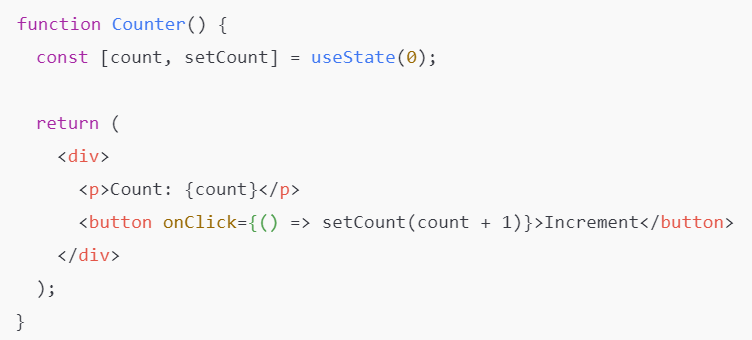 function Counter() {
  const [count, setCount] = useState(0);

  return (
    <div>
      <p>Count: {count}</p>
      <button onClick={() => setCount(count + 1)}>Increment</button>
    </div>
  );
}